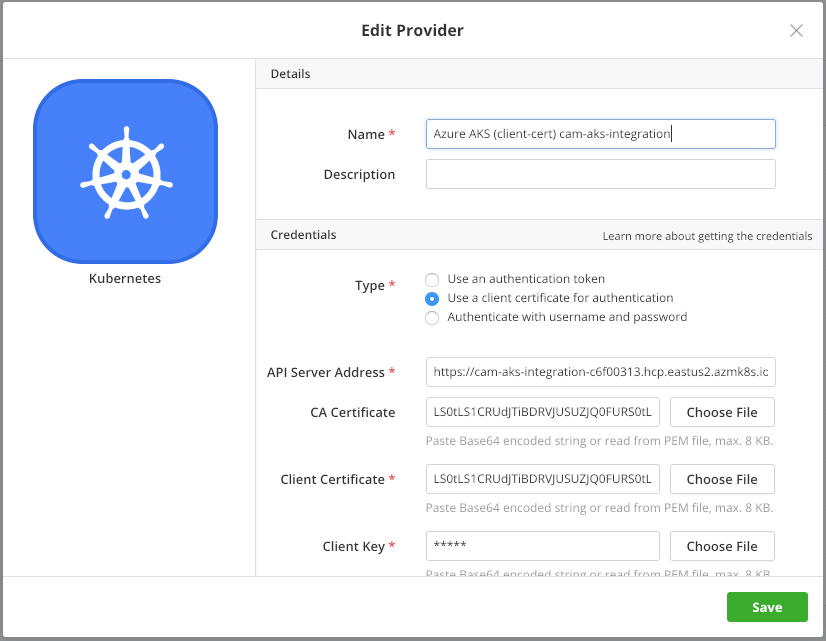 Edit Provider
Kubernetes
Details
Name *
Azure AKS (client-cert) cam-aks-integration
Description
Credentials
Learn more about getting the credentials
Type *
Use an authentication token
Use a client certificate for authentication
Authenticate with username and password
API Server Address *
https://cam-aks-integration-c6f00313.hcp.eastus2.azmk8s.io
CA Certificate
LS0tLS1CRUdJTiBDRVJUSUZJQ0FURS0tL
Choose File
Paste Base64 encoded string or read from PEM file, max. 8 KB.
Client Certificate *
LS0tLS1CRUdJTiBDRVJUSUZJQ0FURS0tL
Choose File
Paste Base64 encoded string or read from PEM file, max. 8 KB.
Client Key *
*****
Choose File
Paste Base64 encoded string or read from PEM file, max. 8 KB.
Save